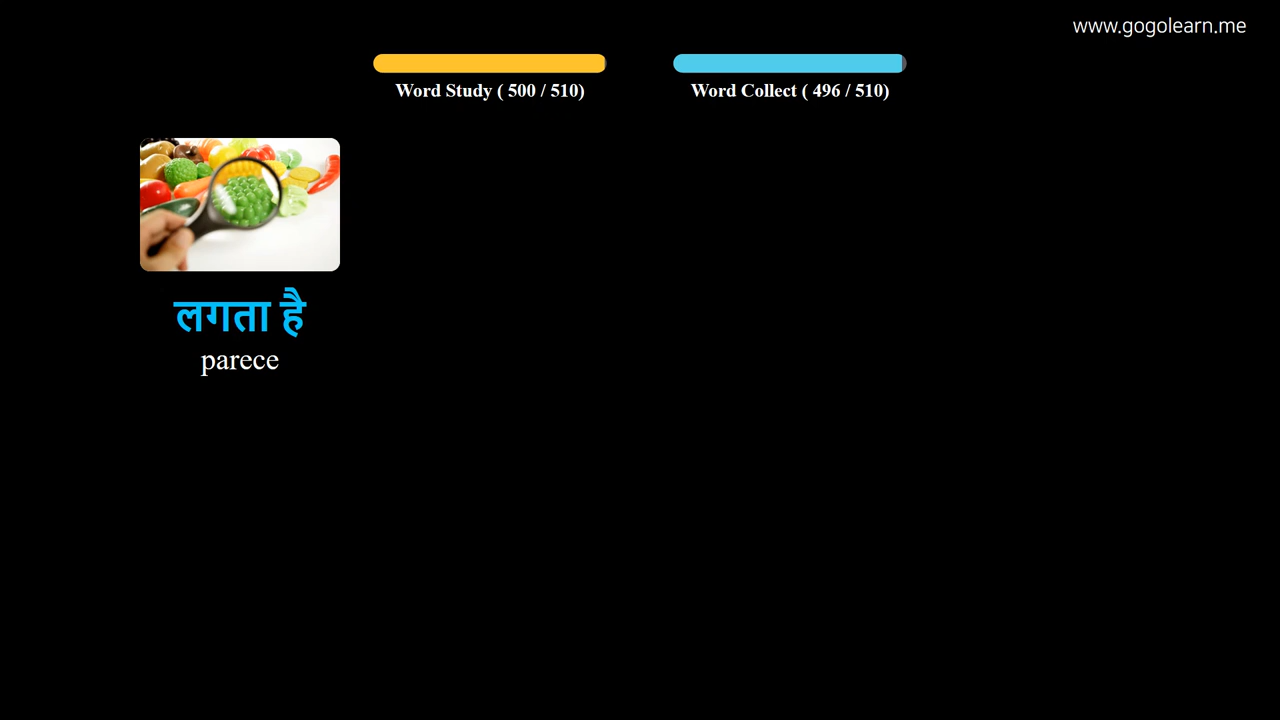 www.gogolearn.me
Word Study ( 500 / 510)
Word Collect ( 496 / 510)
लगता है
parece